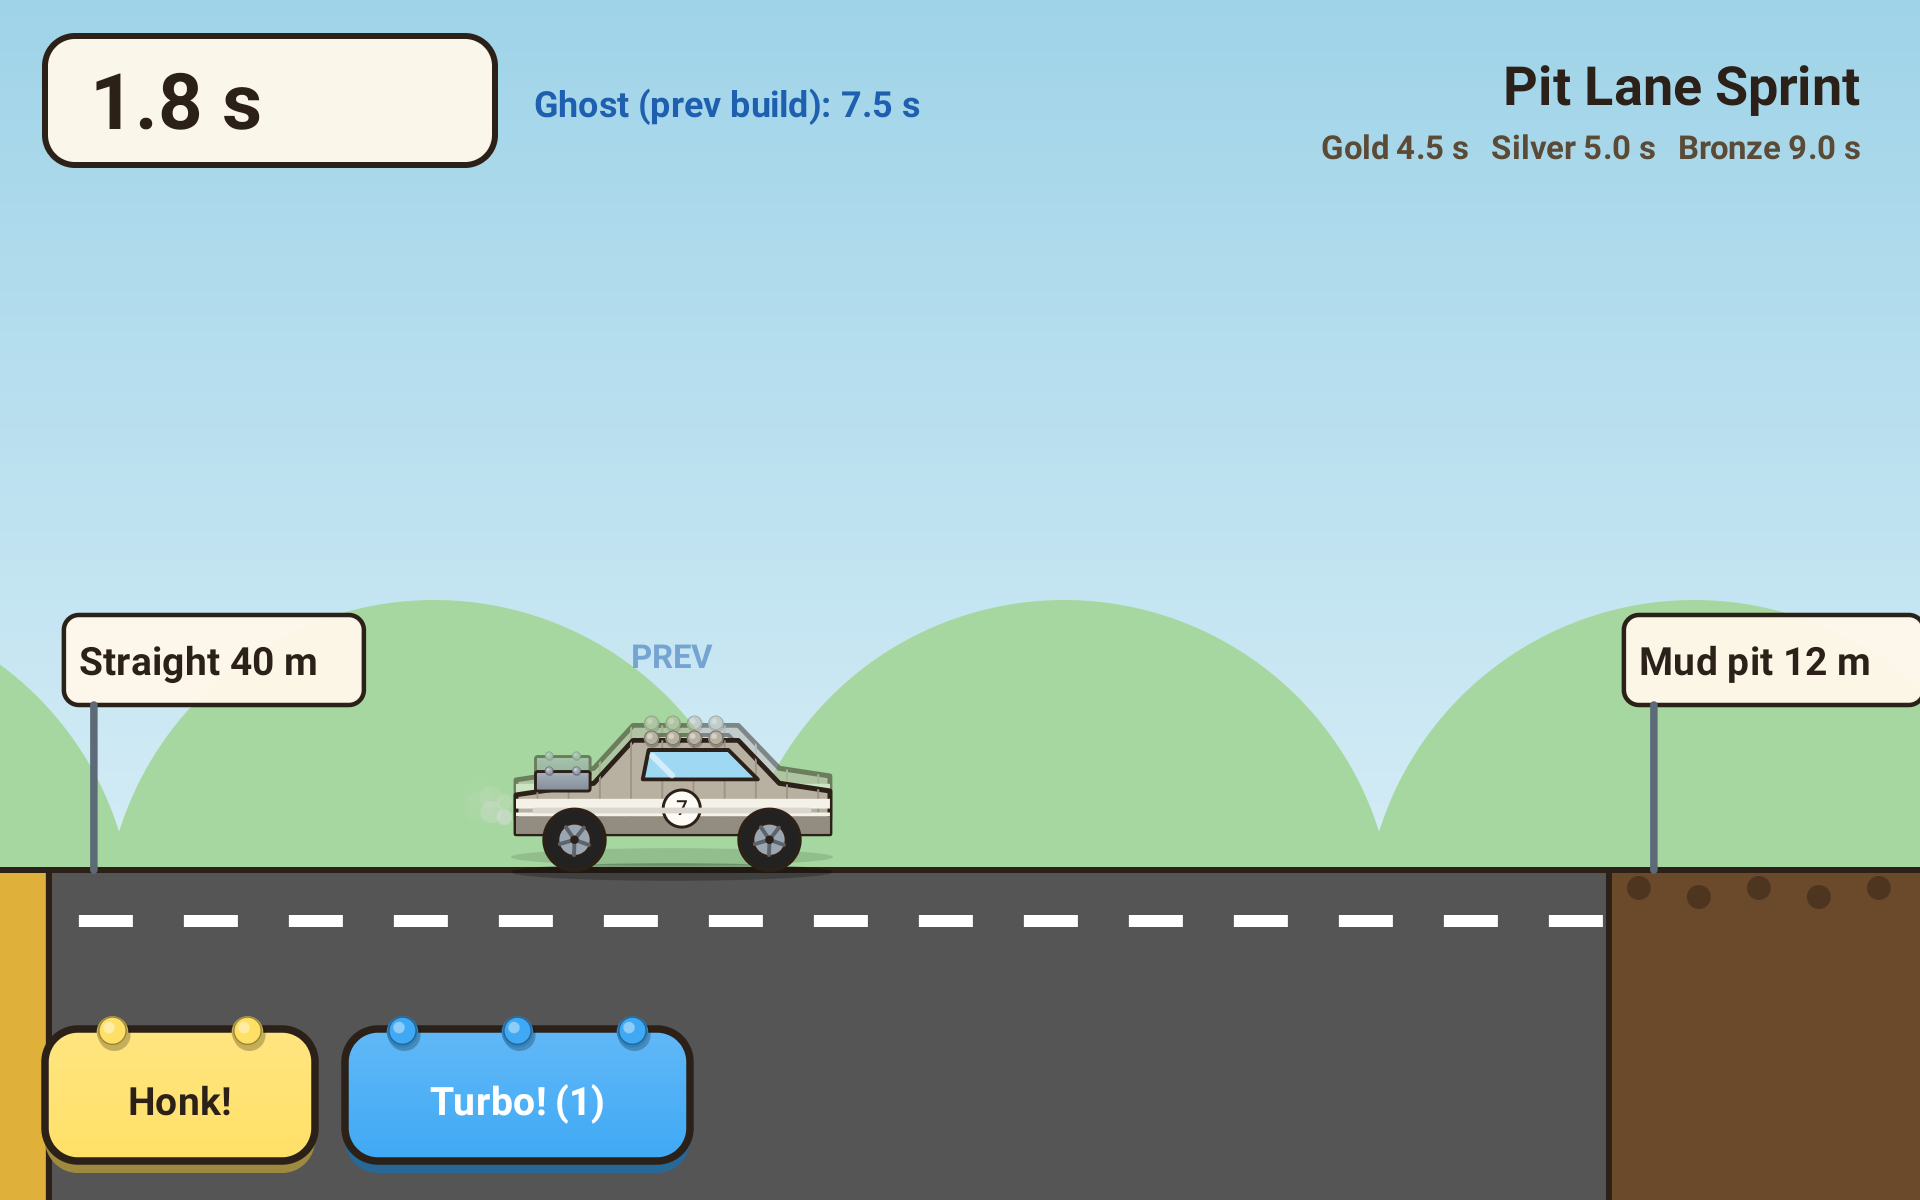 1.8 s
Ghost (prev build): 7.5 s
Pit Lane Sprint
Gold 4.5 s Silver 5.0 s Bronze 9.0 s
PREV
Straight 40 m
Mud pit 12 m
7
Honk!
Turbo! (1)